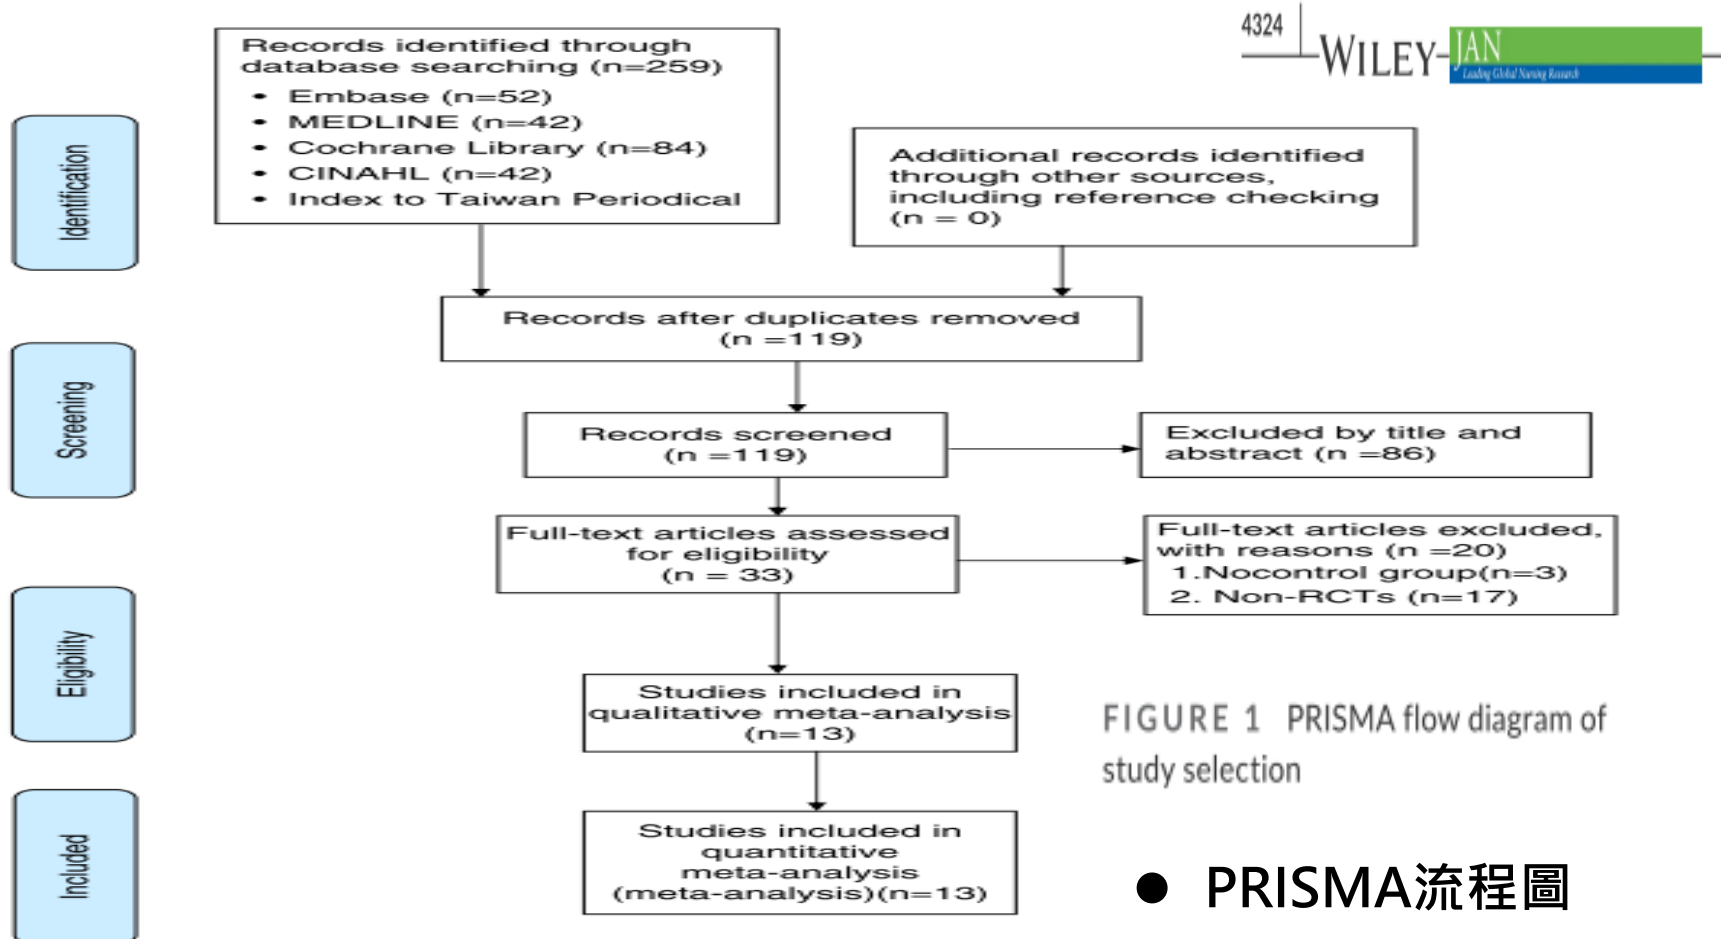 4324
WILEY
JAN
Leading Global Nursing Research
Records identified through
database searching (n=259)
• Embase (n=52)
• MEDLINE (n=42)
• Cochrane Library (n=84)
• CINAHL (n=42)
• Index to Taiwan Periodical
Additional records identified
through other sources,
including reference checking
(n = 0)
Identification
Records after duplicates removed
(n =119)
Screening
Records screened
(n =119)
Excluded by title and
abstract (n =86)
Full-text articles assessed
for eligibility
(n = 33)
Full-text articles excluded,
with reasons (n =20)
1.Nocontrol group(n=3)
2. Non-RCTs (n=17)
Eligibility
Studies included in
qualitative meta-analysis
(n=13)
FIGURE 1 PRISMA flow diagram of
study selection
Included
Studies included in
quantitative
meta-analysis
(meta-analysis)(n=13)
● PRISMA流程圖